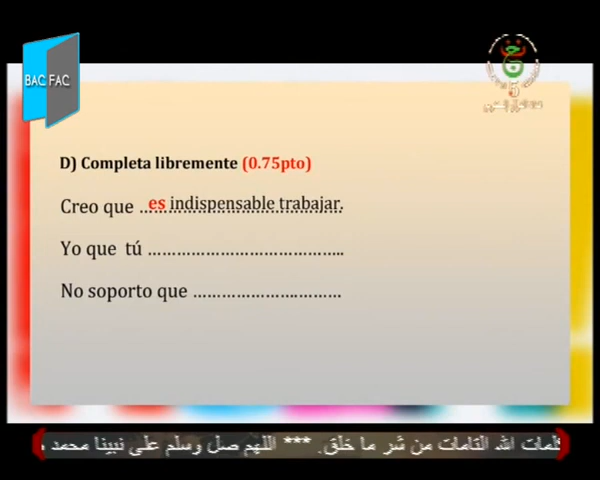 BAC FAC
D) Completa libremente (0.75pto)
Creo que ...es indispensable trabajar.
Yo que tú ..........................................
No soporto que ................................
كلمات الله التامات من شر ما خلق. *** اللهم صل وسلم على نبينا محمد